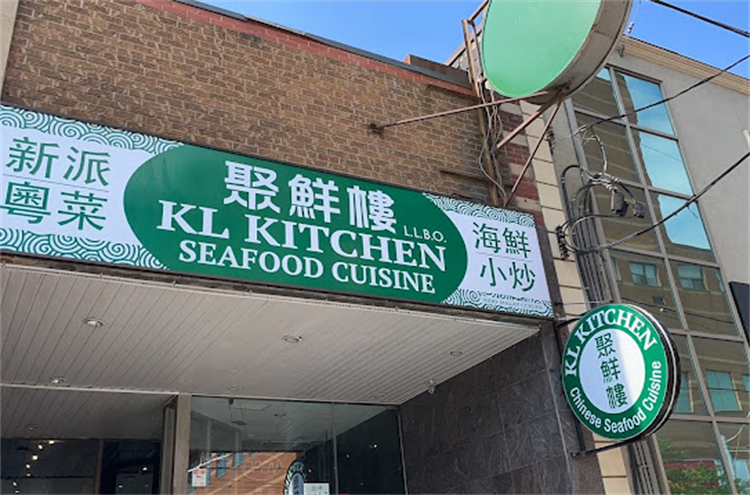 新派
粵菜
聚鮮樓
L.L.B.O.
KL KITCHEN
SEAFOOD CUISINE
海鮮
小炒
KL KITCHEN
聚鮮樓
Chinese Seafood Cuisine